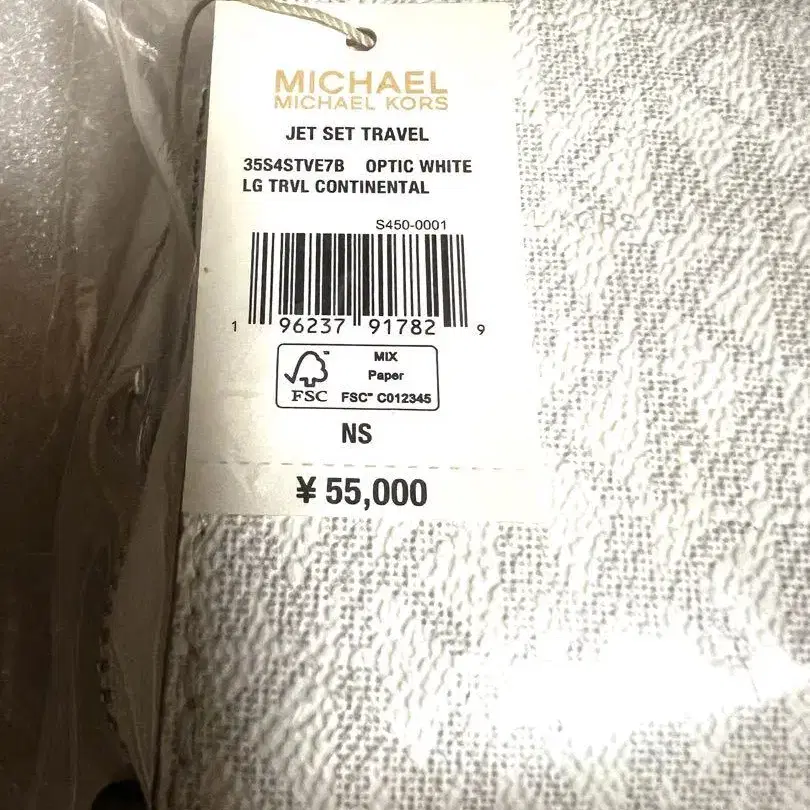 MICHAEL
MICHAEL KORS
JET SET TRAVEL
35S4STVE7B OPTIC WHITE
LG TRVL CONTINENTAL
S450-0001
1 96237 91782 9
MIX
Paper
FSC FSC™ C012345
NS
¥ 55,000